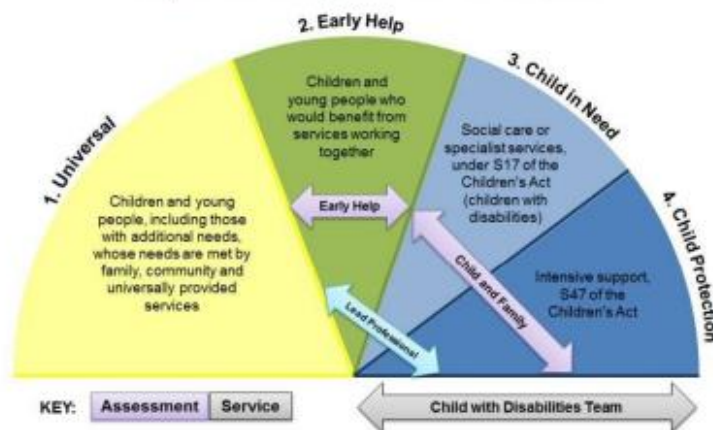 2. Early Help
3. Child in Need
1. Universal
4. Child Protection
Children and
young people who
would benefit from
services working
together
Social care or
specialist services,
under S17 of the
Children's Act
(children with
disabilities)
Children and young
people, including those
with additional needs,
whose needs are met by
family, community and
universally provided
services
Early Help
Child and Family
Intensive support,
S47 of the
Children's Act
Lead Professional
KEY: Assessment Service
Child with Disabilities Team